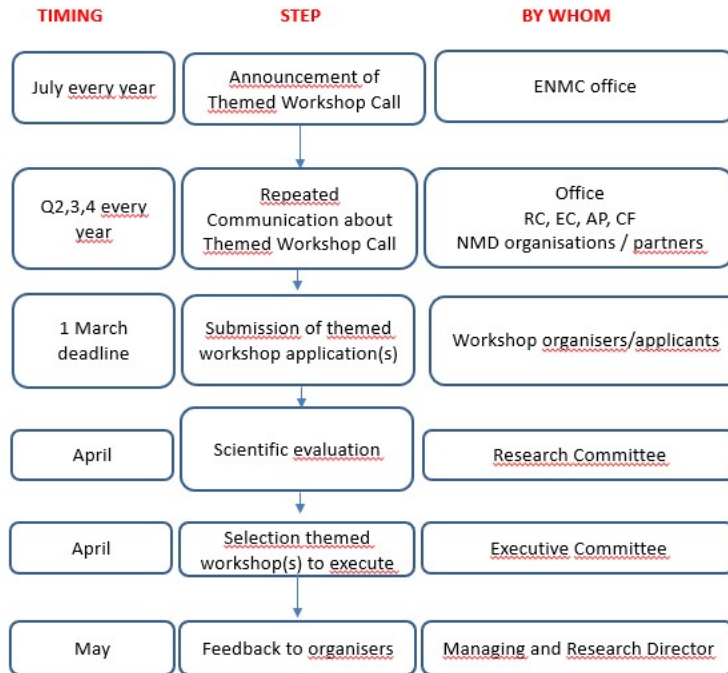 TIMING STEP BY WHOM
July every year
Announcement of
Themed Workshop Call
ENMC office
Q2,3,4 every
year
Repeated
Communication about
Themed Workshop Call
Office
RC, EC, AP, CF
NMD organisations / partners
1 March
deadline
Submission of themed
workshop application(s)
Workshop organisers/applicants
April
Scientific evaluation
Research Committee
April
Selection themed
workshop(s) to execute
Executive Committee
May
Feedback to organisers
Managing and Research Director